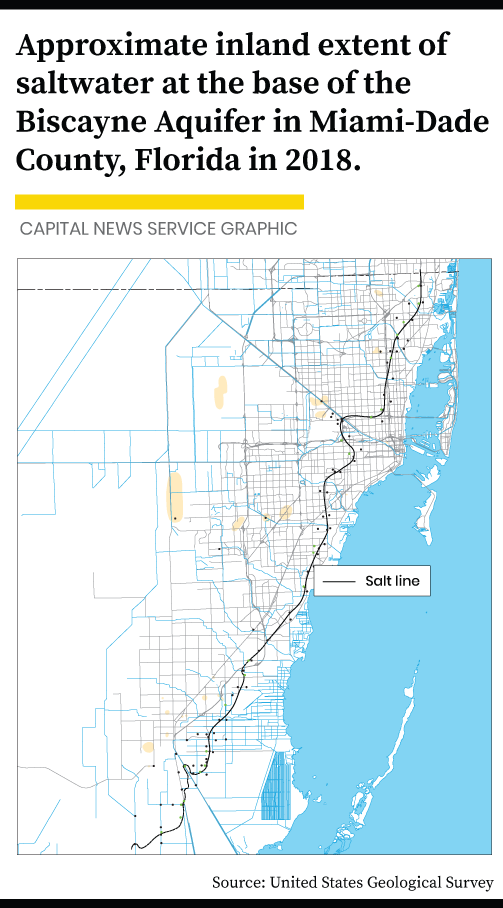 Approximate inland extent of
saltwater at the base of the
Biscayne Aquifer in Miami-Dade
County, Florida in 2018.
CAPITAL NEWS SERVICE GRAPHIC
Salt line
Source: United States Geological Survey